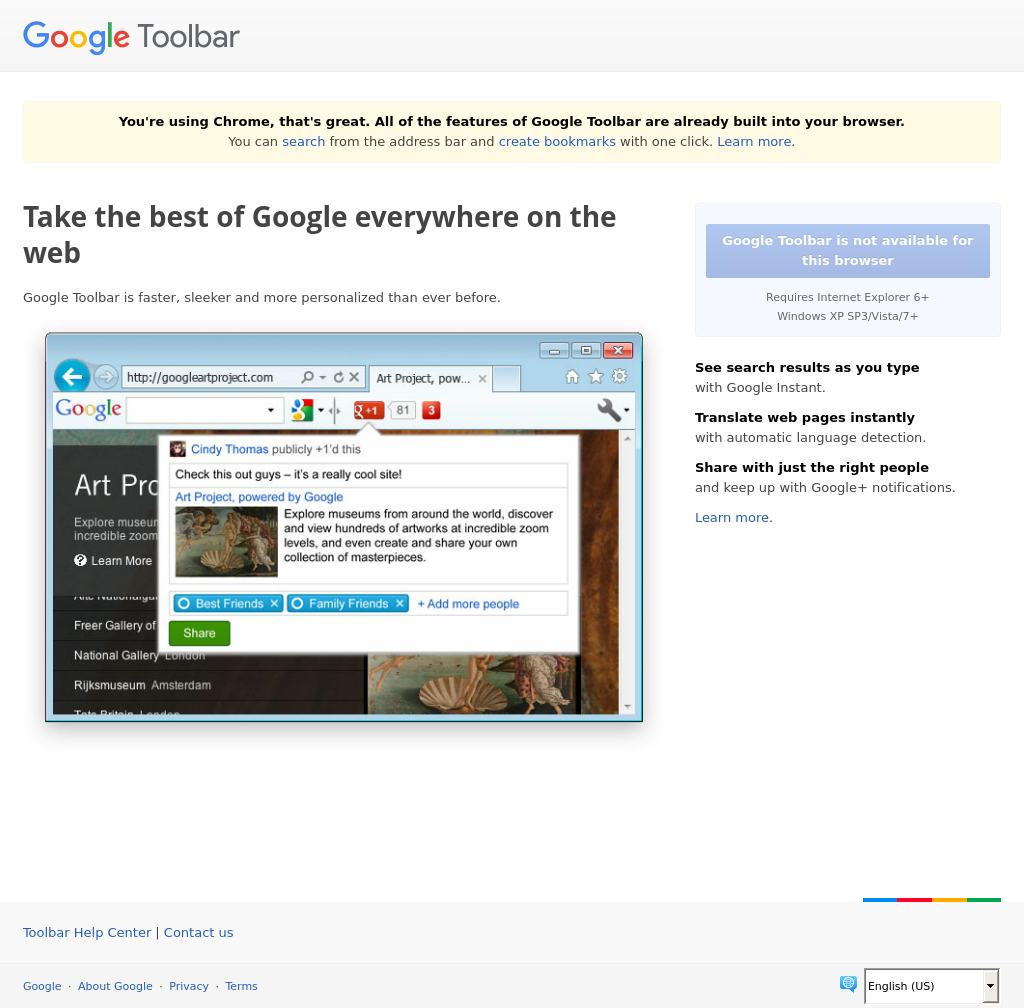 Google Toolbar
You're using Chrome, that's great. All of the features of Google Toolbar are already built into your browser.
You can search from the address bar and create bookmarks with one click. Learn more.
Take the best of Google everywhere on the
web
Google Toolbar is faster, sleeker and more personalized than ever before.
http://googleartproject.com
Art Project, pow...
Google
+1
81
3
Cindy Thomas publicly +1'd this
Check this out guys – it's a really cool site!
Art Project, powered by Google
Explore museums from around the world, discover
and view hundreds of artworks at incredible zoom
levels, and even create and share your own
collection of masterpieces.
Best Friends
Family Friends
+ Add more people
Share
Art Pro
Explore museum
incredible zoom
Learn More
Freer Gallery of
National Gallery London
Rijksmuseum Amsterdam
Tate Britain London
Google Toolbar is not available for
this browser
Requires Internet Explorer 6+
Windows XP SP3/Vista/7+
See search results as you type
with Google Instant.
Translate web pages instantly
with automatic language detection.
Share with just the right people
and keep up with Google+ notifications.
Learn more.
Toolbar Help Center | Contact us
Google · About Google · Privacy · Terms
English (US)